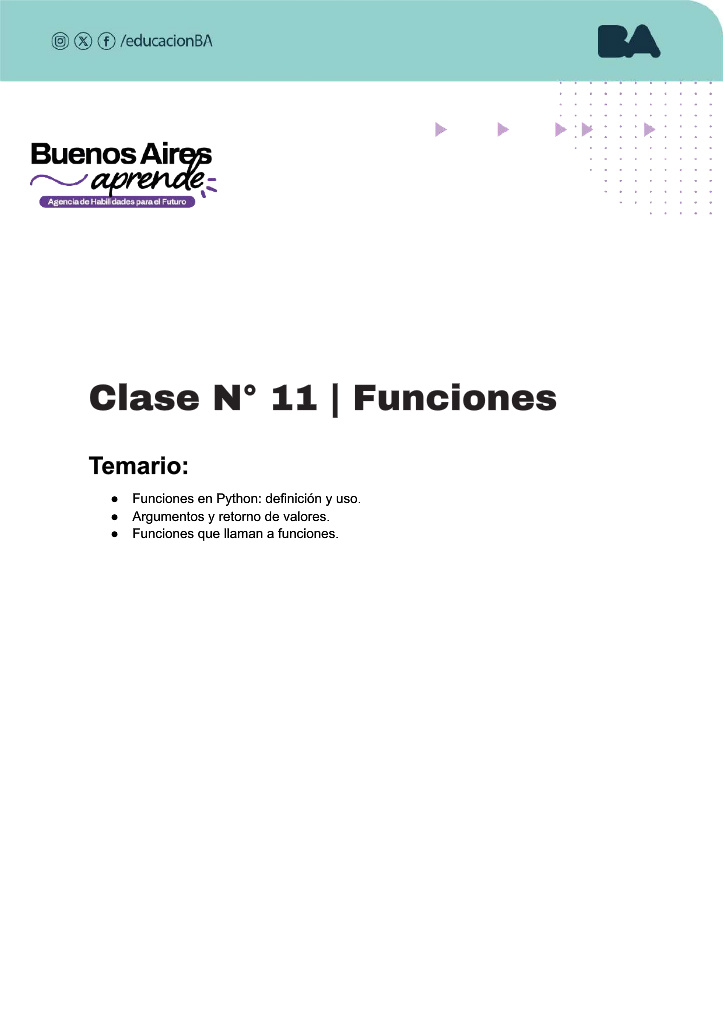 /educacionBA
BA
Buenos Aires
aprende
Agencia de Habilidades para el Futuro
Clase N° 11 | Funciones
Temario:
● Funciones en Python: definición y uso.
● Argumentos y retorno de valores.
● Funciones que llaman a funciones.